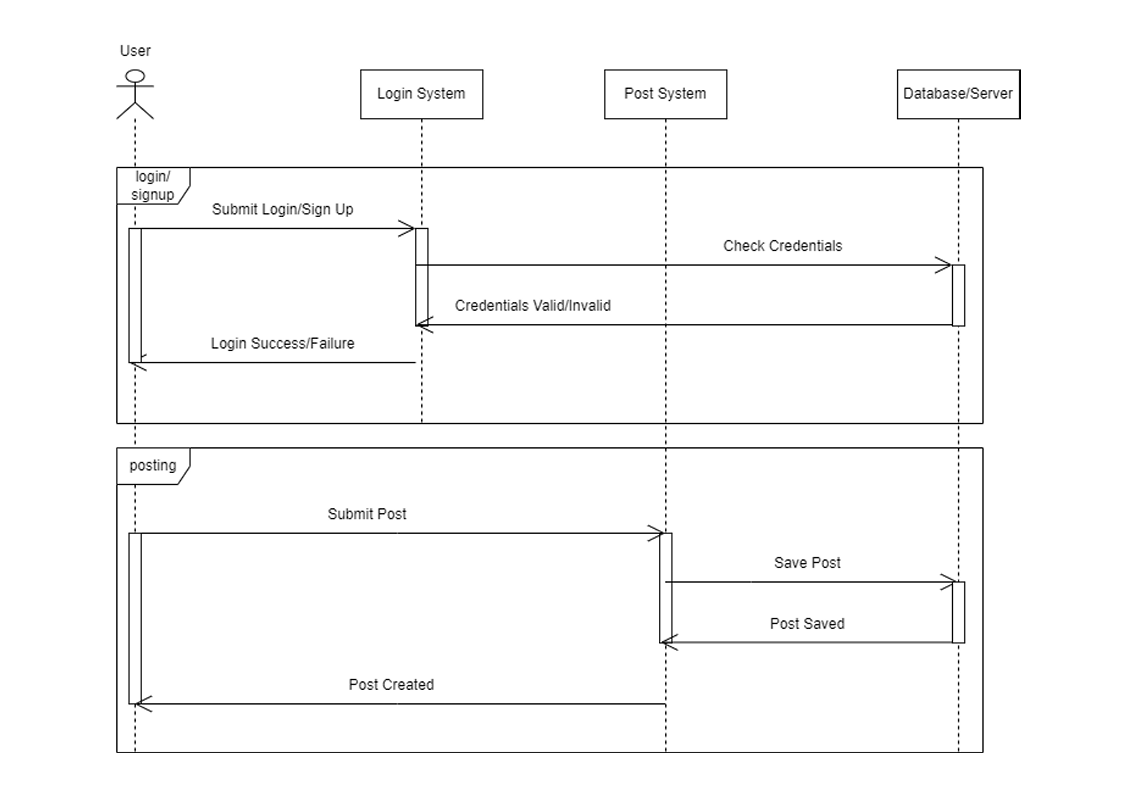 User
Login System
Post System
Database/Server
login/
signup
Submit Login/Sign Up
Check Credentials
Credentials Valid/Invalid
Login Success/Failure
posting
Submit Post
Save Post
Post Saved
Post Created